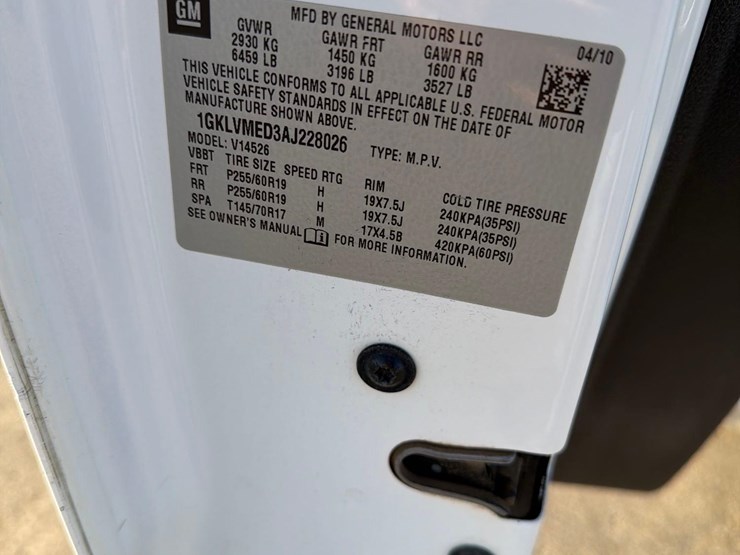 GM
MFD BY GENERAL MOTORS LLC 04/10
GVWR GAWR FRT GAWR RR
2930 KG 1450 KG 1600 KG
6459 LB 3196 LB 3527 LB
THIS VEHICLE CONFORMS TO ALL APPLICABLE U.S. FEDERAL MOTOR
VEHICLE SAFETY STANDARDS IN EFFECT ON THE DATE OF
MANUFACTURE SHOWN ABOVE.
1GKLVMED3AJ228026 TYPE: M.P.V.
MODEL: V14526
VBBT TIRE SIZE SPEED RTG RIM COLD TIRE PRESSURE
FRT P255/60R19 H 19X7.5J 240KPA(35PSI)
RR P255/60R19 H 19X7.5J 240KPA(35PSI)
SPA T145/70R17 M 17X4.5B 420KPA(60PSI)
SEE OWNER'S MANUAL FOR MORE INFORMATION.